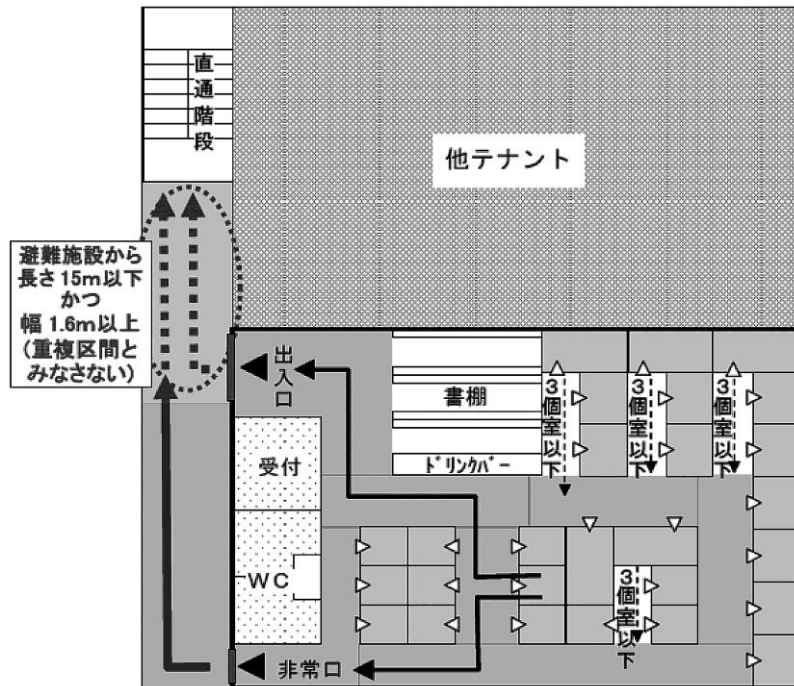 直通階段
他テナント
避難施設から
長さ15m以下
かつ
幅 1.6m以上
(重複区間と
みなさない)
出入口
書棚
ドリンクバー
3個室以下
3個室以下
3個室以下
受付
WC
3個室以下
非常口